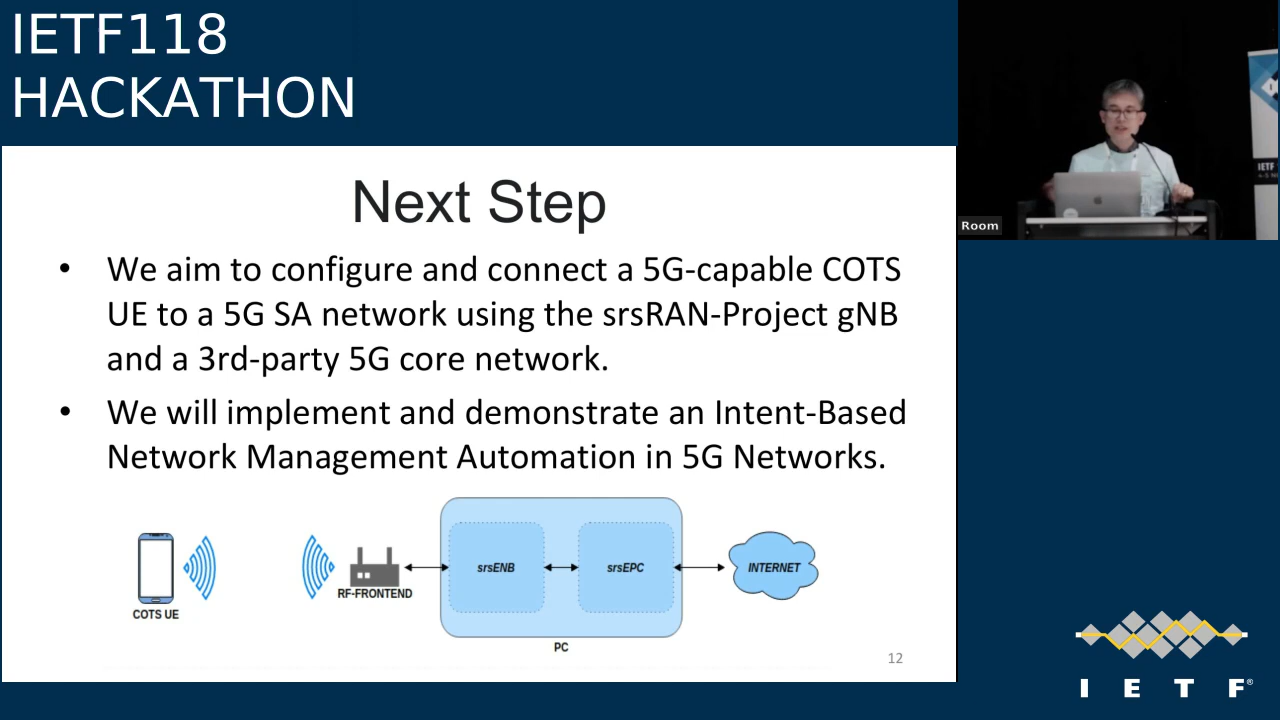 IETF118
HACKATHON
Next Step
• We aim to configure and connect a 5G-capable COTS
UE to a 5G SA network using the srsRAN-Project gNB
and a 3rd-party 5G core network.
• We will implement and demonstrate an Intent-Based
Network Management Automation in 5G Networks.
COTS UE
RF-FRONTEND
srsENB
srsEPC
INTERNET
PC
12
Room
IETF
I E T F®